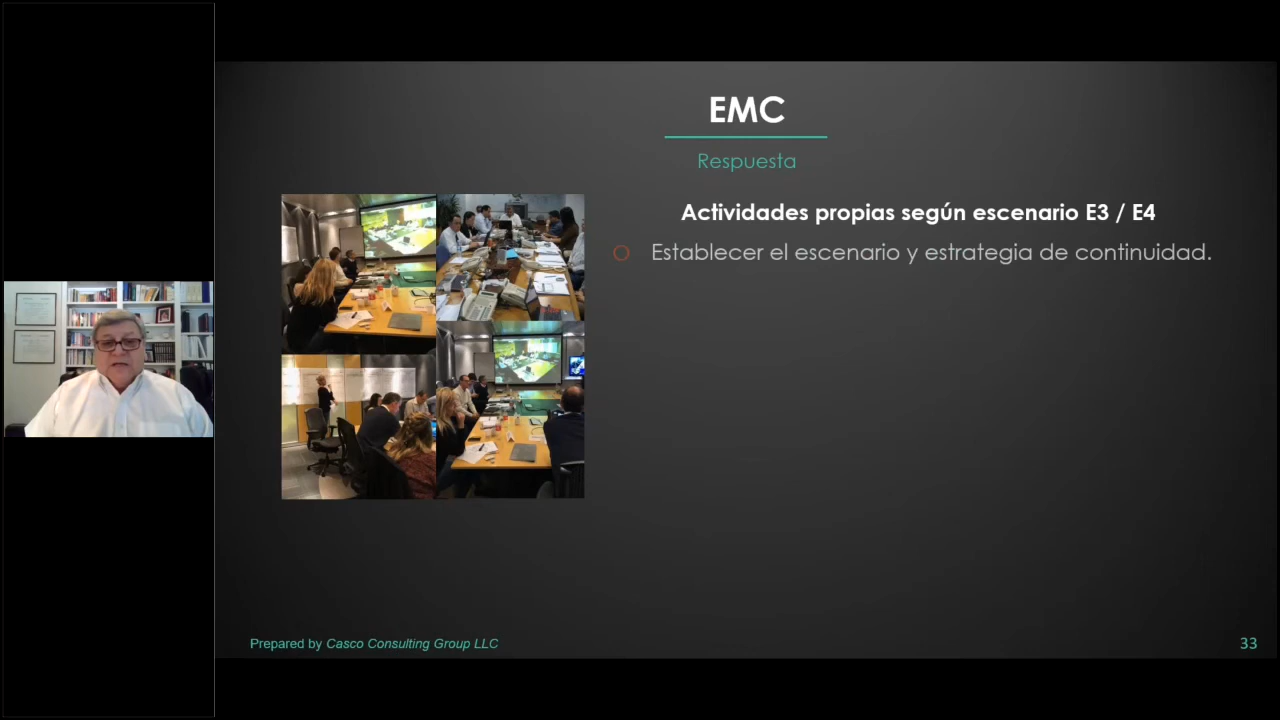 EMC
Respuesta
Actividades propias según escenario E3 / E4
Establecer el escenario y estrategia de continuidad.
Prepared by Casco Consulting Group LLC
33